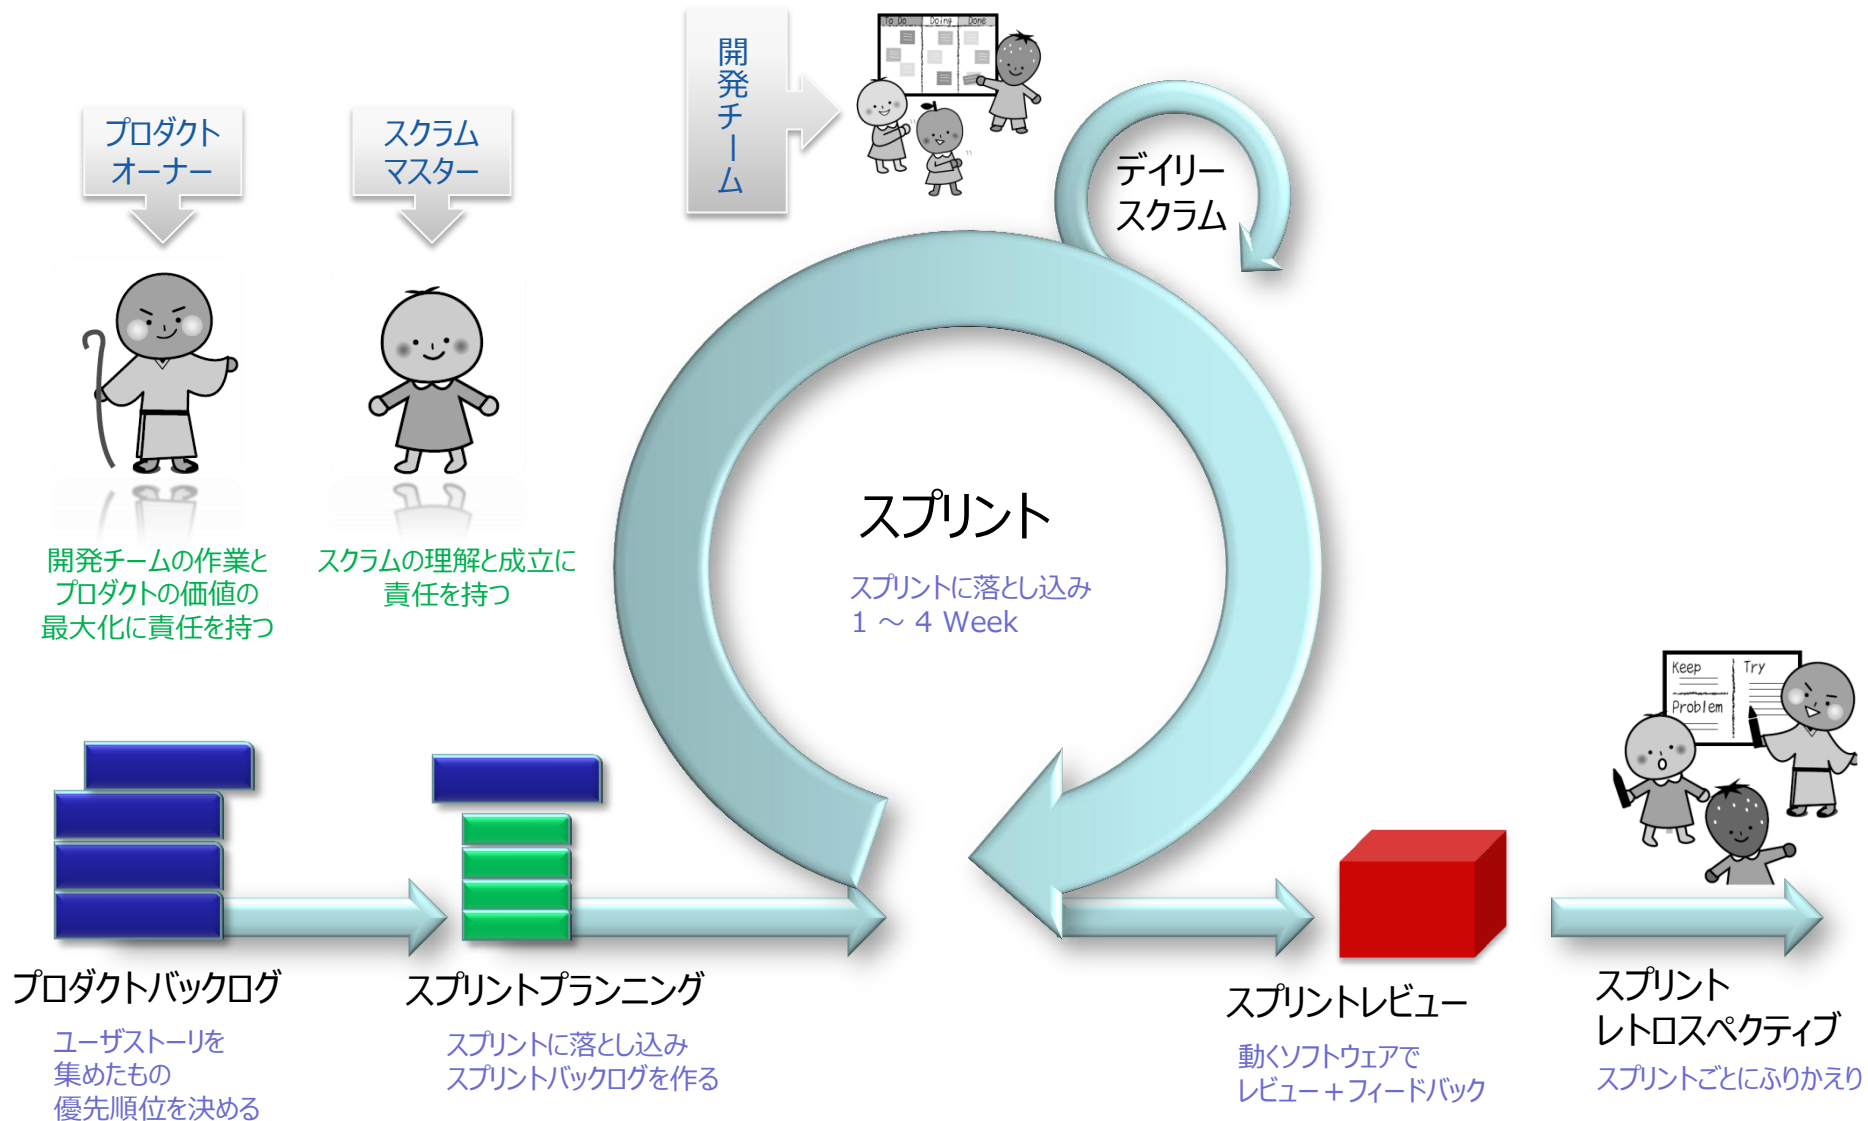 プロダクト
オーナー
スクラム
マスター
開発チーム
To Do
Doing
Done
デイリー
スクラム
開発チームの作業と
プロダクトの価値の
最大化に責任を持つ
スクラムの理解と成立に
責任を持つ
スプリント
スプリントに落とし込み
1 ～ 4 Week
Keep
Try
Problem
プロダクトバックログ
ユーザストーリを
集めたもの
優先順位を決める
スプリントプランニング
スプリントに落とし込み
スプリントバックログを作る
スプリントレビュー
動くソフトウェアで
レビュー＋フィードバック
スプリント
レトロスペクティブ
スプリントごとにふりかえり